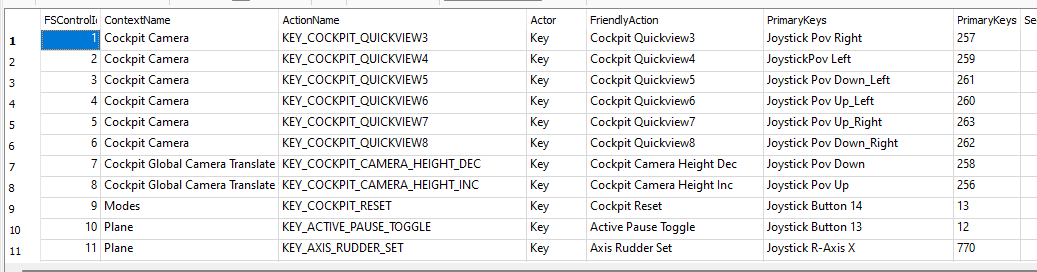 FSControlId ContextName ActionName Actor FriendlyAction PrimaryKeys PrimaryKeys Se
1 1 Cockpit Camera KEY_COCKPIT_QUICKVIEW3 Key Cockpit Quickview3 Joystick Pov Right 257
2 2 Cockpit Camera KEY_COCKPIT_QUICKVIEW4 Key Cockpit Quickview4 JoystickPov Left 259
3 3 Cockpit Camera KEY_COCKPIT_QUICKVIEW5 Key Cockpit Quickview5 Joystick Pov Down_Left 261
4 4 Cockpit Camera KEY_COCKPIT_QUICKVIEW6 Key Cockpit Quickview6 Joystick Pov Up_Left 260
5 5 Cockpit Camera KEY_COCKPIT_QUICKVIEW7 Key Cockpit Quickview7 Joystick Pov Up_Right 263
6 6 Cockpit Camera KEY_COCKPIT_QUICKVIEW8 Key Cockpit Quickview8 Joystick Pov Down_Right 262
7 7 Cockpit Global Camera Translate KEY_COCKPIT_CAMERA_HEIGHT_DEC Key Cockpit Camera Height Dec Joystick Pov Down 258
8 8 Cockpit Global Camera Translate KEY_COCKPIT_CAMERA_HEIGHT_INC Key Cockpit Camera Height Inc Joystick Pov Up 256
9 9 Modes KEY_COCKPIT_RESET Key Cockpit Reset Joystick Button 14 13
10 10 Plane KEY_ACTIVE_PAUSE_TOGGLE Key Active Pause Toggle Joystick Button 13 12
11 11 Plane KEY_AXIS_RUDDER_SET Key Axis Rudder Set Joystick R-Axis X 770